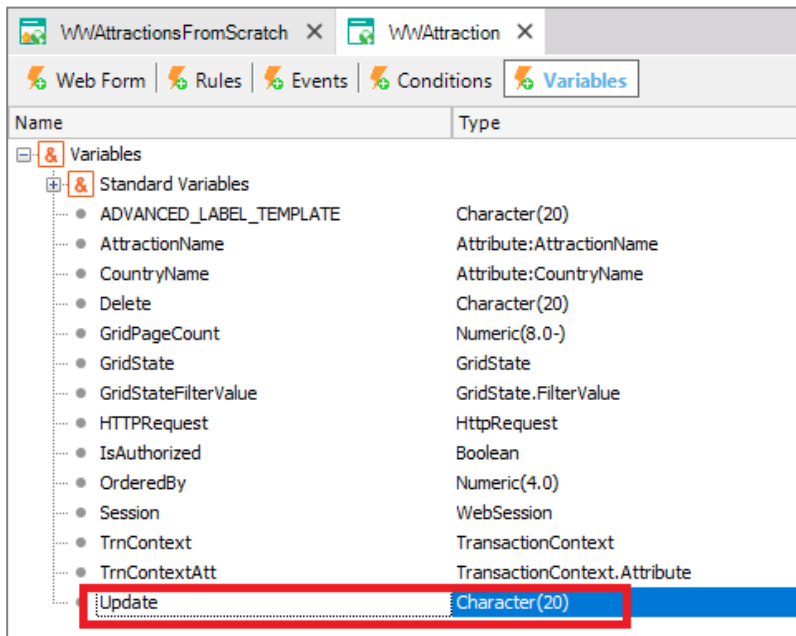 WWAttractionsFromScratch WWAttraction
Web Form Rules Events Conditions Variables
Name Type
& Variables
& Standard Variables
ADVANCED_LABEL_TEMPLATE Character(20)
AttractionName Attribute:AttractionName
CountryName Attribute:CountryName
Delete Character(20)
GridPageCount Numeric(8.0-)
GridState GridState
GridStateFilterValue GridState.FilterValue
HTTPRequest HttpRequest
IsAuthorized Boolean
OrderedBy Numeric(4.0)
Session WebSession
TrnContext TransactionContext
TrnContextAtt TransactionContext.Attribute
Update Character(20)